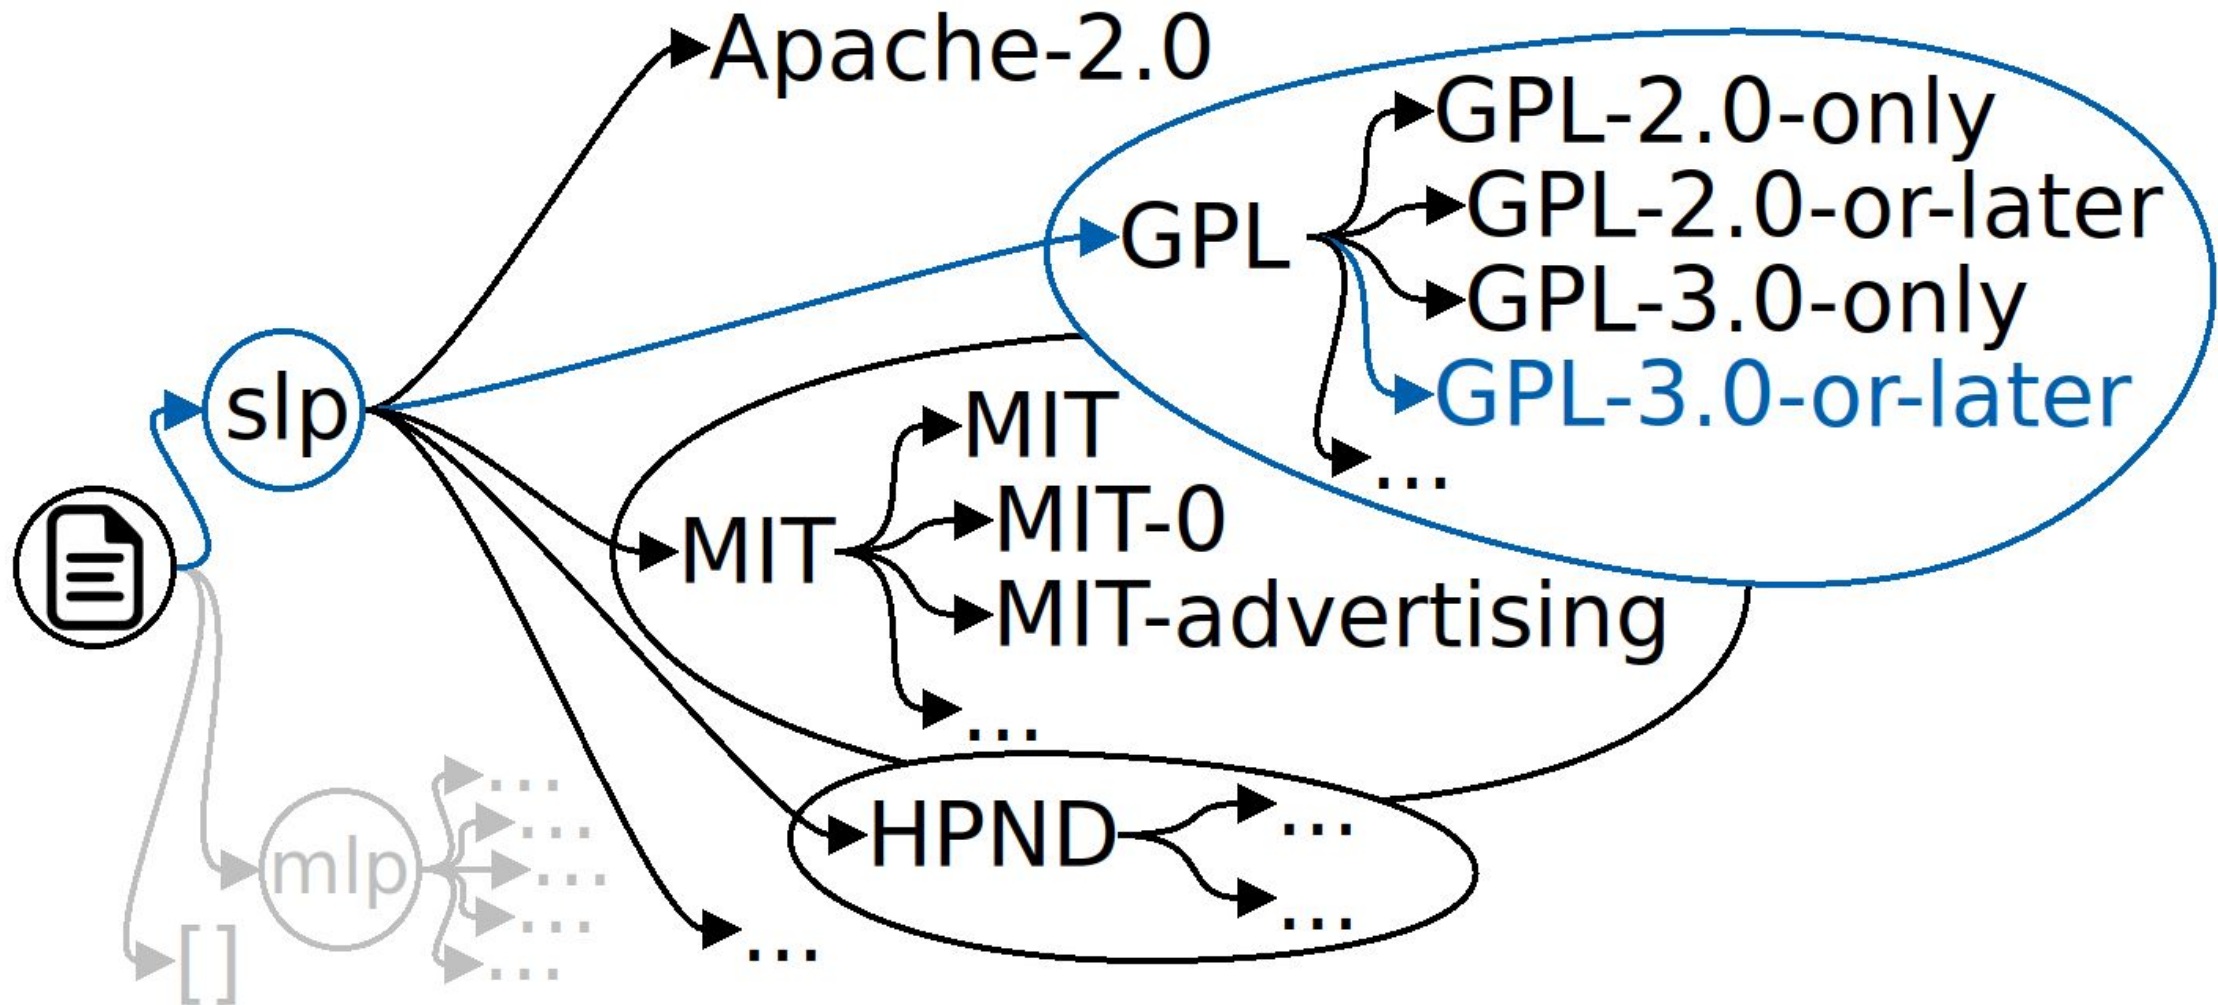 Apache-2.0
GPL
GPL-2.0-only
GPL-2.0-or-later
GPL-3.0-only
GPL-3.0-or-later
...
slp
MIT
MIT
MIT-0
MIT-advertising
...
HPND
...
...
...
mlp
...
...
...
...
...
[]